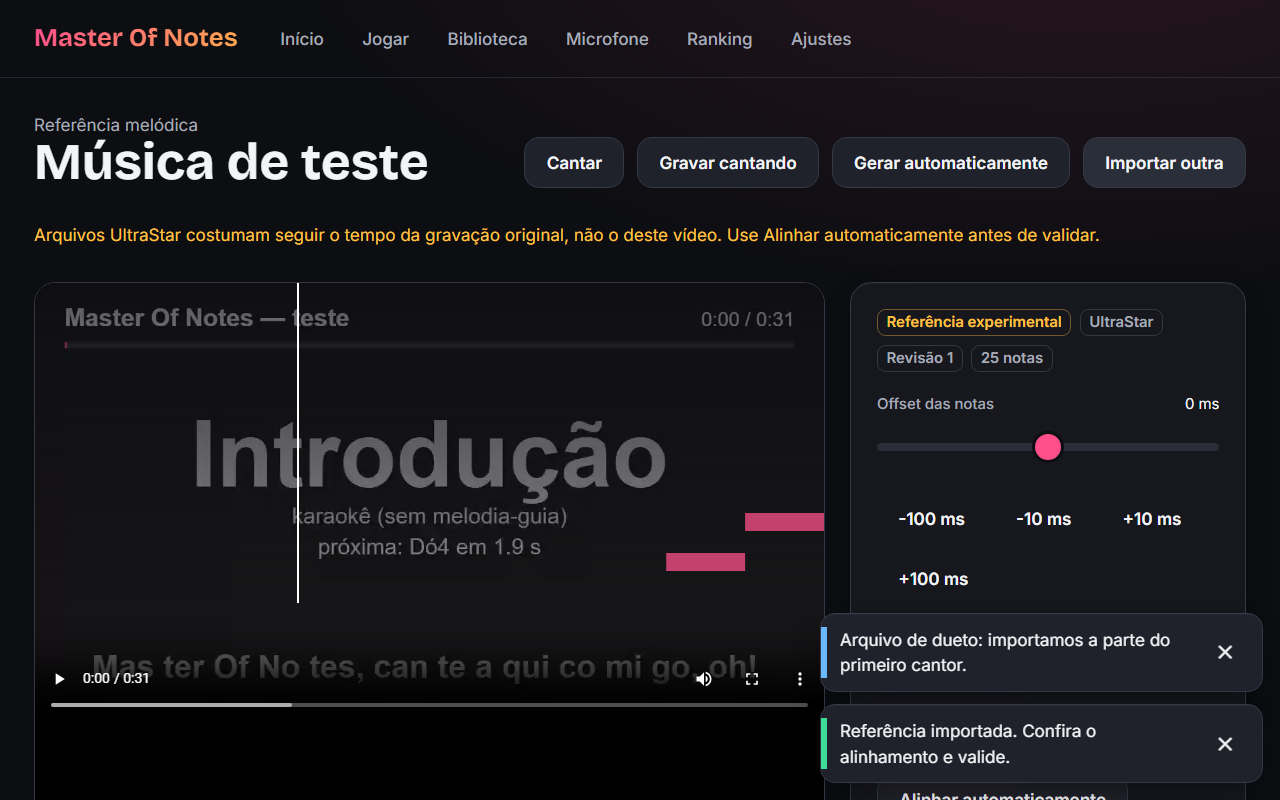 Master Of Notes
Início
Jogar
Biblioteca
Microfone
Ranking
Ajustes
Referência melódica
Música de teste
Cantar
Gravar cantando
Gerar automaticamente
Importar outra
Arquivos UltraStar costumam seguir o tempo da gravação original, não o deste vídeo. Use Alinhar automaticamente antes de validar.
Master Of Notes — teste
0:00 / 0:31
Introdução
karaokê (sem melodia-guia)
próxima: Dó4 em 1.9 s
Mas ter Of No tes, can te a qui co mi go, oh!
0:00 / 0:31
Referência experimental
UltraStar
Revisão 1
25 notas
Offset das notas
0 ms
-100 ms
-10 ms
+10 ms
+100 ms
Arquivo de dueto: importamos a parte do
primeiro cantor.
Referência importada. Confira o
alinhamento e valide.
Alinhar automaticamente